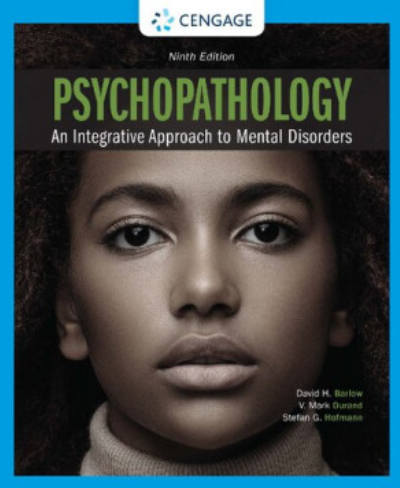 CENGAGE
Ninth Edition
PSYCHOPATHOLOGY
An Integrative Approach to Mental Disorders
David H. Barlow
V. Mark Durand
Stefan G. Hofmann